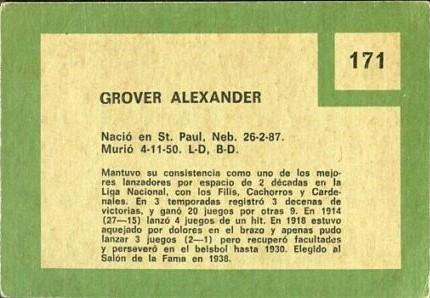 171
GROVER ALEXANDER
Nació en St. Paul, Neb. 26-2-87.
Murió 4-11-50. L-D, B-D.
Mantuvo su consistencia como uno de los mejo-
res lanzadores por espacio de 2 décadas en la
Liga Nacional, con los Filis, Cachorros y Carde-
nales. En 3 temporadas registró 3 decenas de
victorias, y ganó 20 juegos por otras 9. En 1914
(27—15) lanzó 4 juegos de un hit. En 1918 estuvo
aquejado por dolores en el brazo y apenas pudo
lanzar 3 juegos (2—1) pero recuperó facultades
y perseveró en el belsbol hasta 1930. Elegido al
Salón de la Fama en 1938.